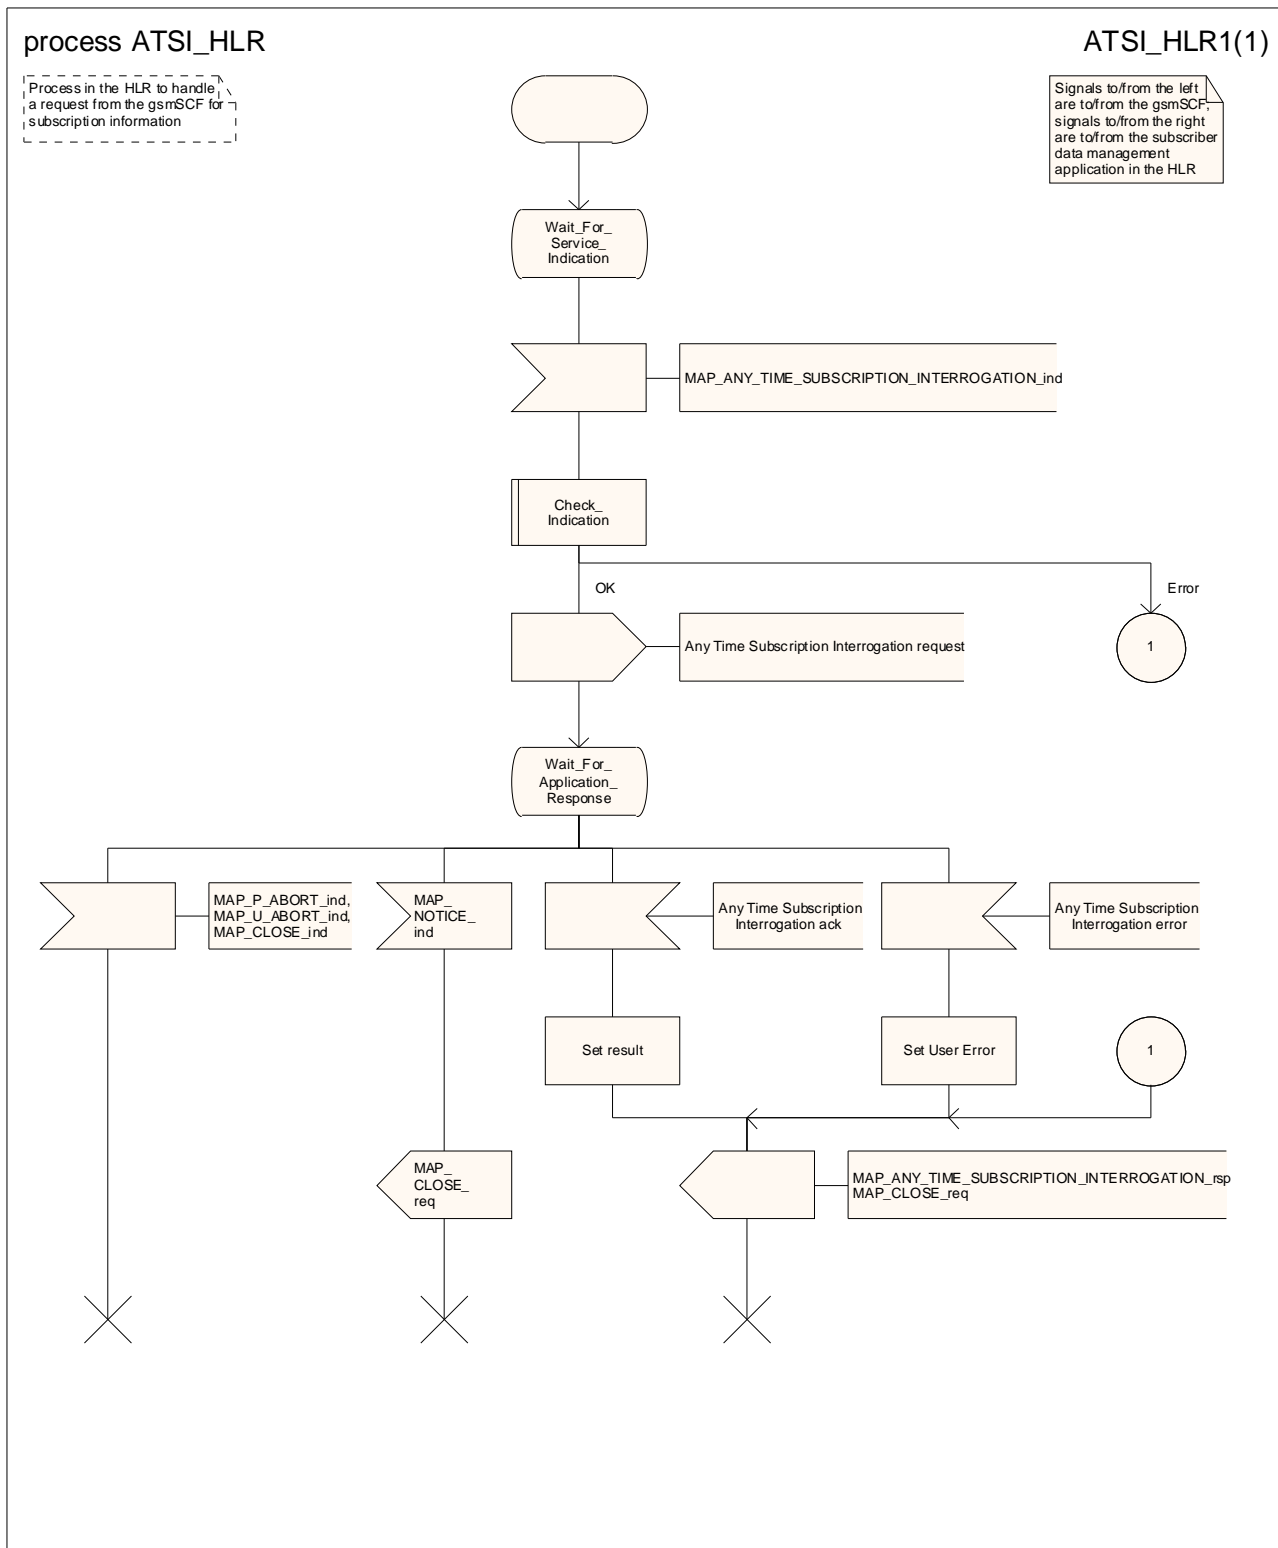 process ATSI_HLR
ATSI_HLR1(1)
Process in the HLR to handle
a request from the gsmSCF for
subscription information
Signals to/from the left
are to/from the gsmSCF;
signals to/from the right
are to/from the subscriber
data management
application in the HLR
Wait_For_
Service_
Indication
MAP_ANY_TIME_SUBSCRIPTION_INTERROGATION_ind
Check_
Indication
OK
Error
Any Time Subscription Interrogation request
1
Wait_For_
Application_
Response
MAP_P_ABORT_ind,
MAP_U_ABORT_ind,
MAP_CLOSE_ind
MAP_
NOTICE_
ind
Any Time Subscription
Interrogation ack
Any Time Subscription
Interrogation error
Set result
Set User Error
1
MAP_
CLOSE_
req
MAP_ANY_TIME_SUBSCRIPTION_INTERROGATION_rsp
MAP_CLOSE_req